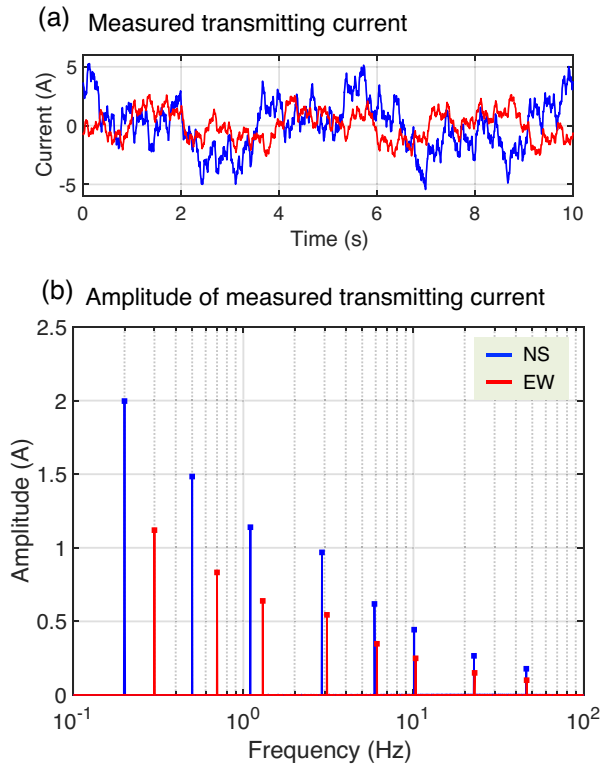 (a) Measured transmitting current
Current (A)
5
0
-5
0 2 4 6 8 10
Time (s)
(b) Amplitude of measured transmitting current
Amplitude (A)
2.5
2
1.5
1
0.5
0
NS
EW
10^-1 10^0 10^1 10^2
Frequency (Hz)